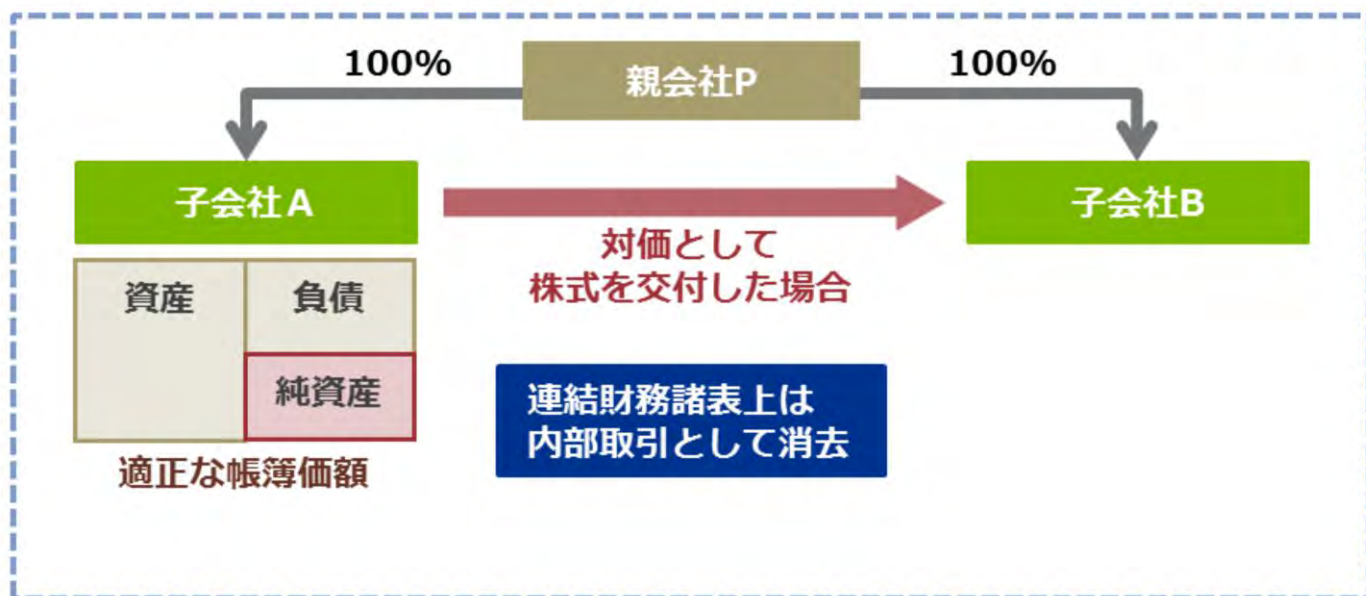 100%
親会社P
100%
子会社A
子会社B
対価として
株式を交付した場合
資産
負債
純資産
適正な帳簿価額
連結財務諸表上は
内部取引として消去